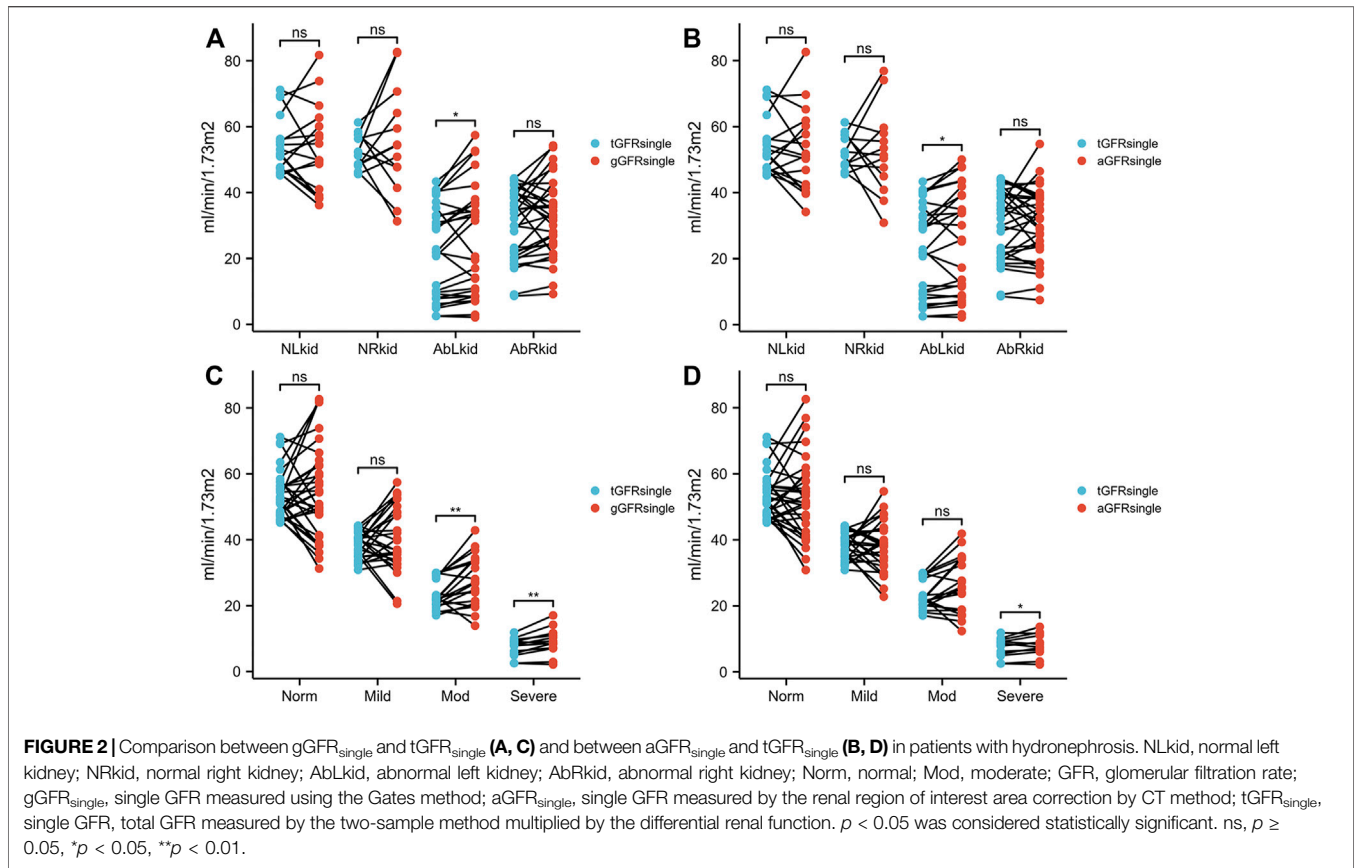 A
ns
ns
*
ns
80
60
40
20
0
ml/min/1.73m2
tGFRsingle
gGFRsingle
NLkid NRkid AbLkid AbRkid
B
ns
ns
*
ns
80
60
40
20
0
ml/min/1.73m2
tGFRsingle
aGFRsingle
NLkid NRkid AbLkid AbRkid
C
ns
ns
**
**
80
60
40
20
0
ml/min/1.73m2
tGFRsingle
gGFRsingle
Norm Mild Mod Severe
D
ns
ns
ns
*
80
60
40
20
0
ml/min/1.73m2
tGFRsingle
aGFRsingle
Norm Mild Mod Severe
FIGURE 2 | Comparison between gGFRsingle and tGFRsingle (A, C) and between aGFRsingle and tGFRsingle (B, D) in patients with hydronephrosis. NLkid, normal left
kidney; NRkid, normal right kidney; AbLkid, abnormal left kidney; AbRkid, abnormal right kidney; Norm, normal; Mod, moderate; GFR, glomerular filtration rate;
gGFRsingle, single GFR measured using the Gates method; aGFRsingle, single GFR measured by the renal region of interest area correction by CT method; tGFRsingle,
single GFR, total GFR measured by the two-sample method multiplied by the differential renal function. p < 0.05 was considered statistically significant. ns, p ≥
0.05, *p < 0.05, **p < 0.01.